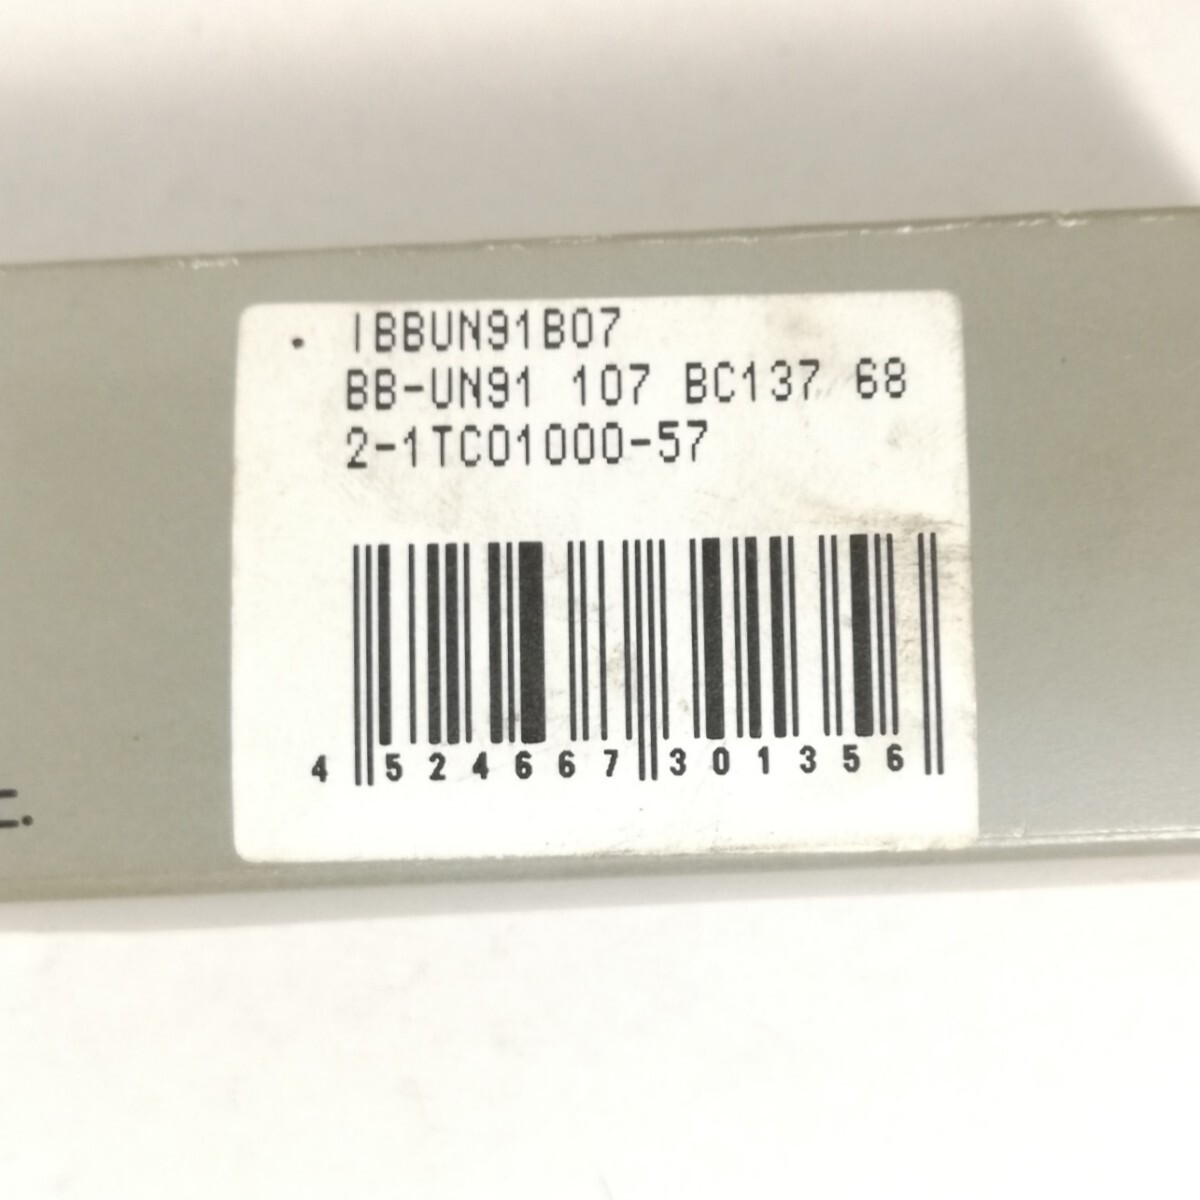 IBBUN91B07
BB-UN91 107 BC137 68
2-1TC01000-57
4 524667 301356